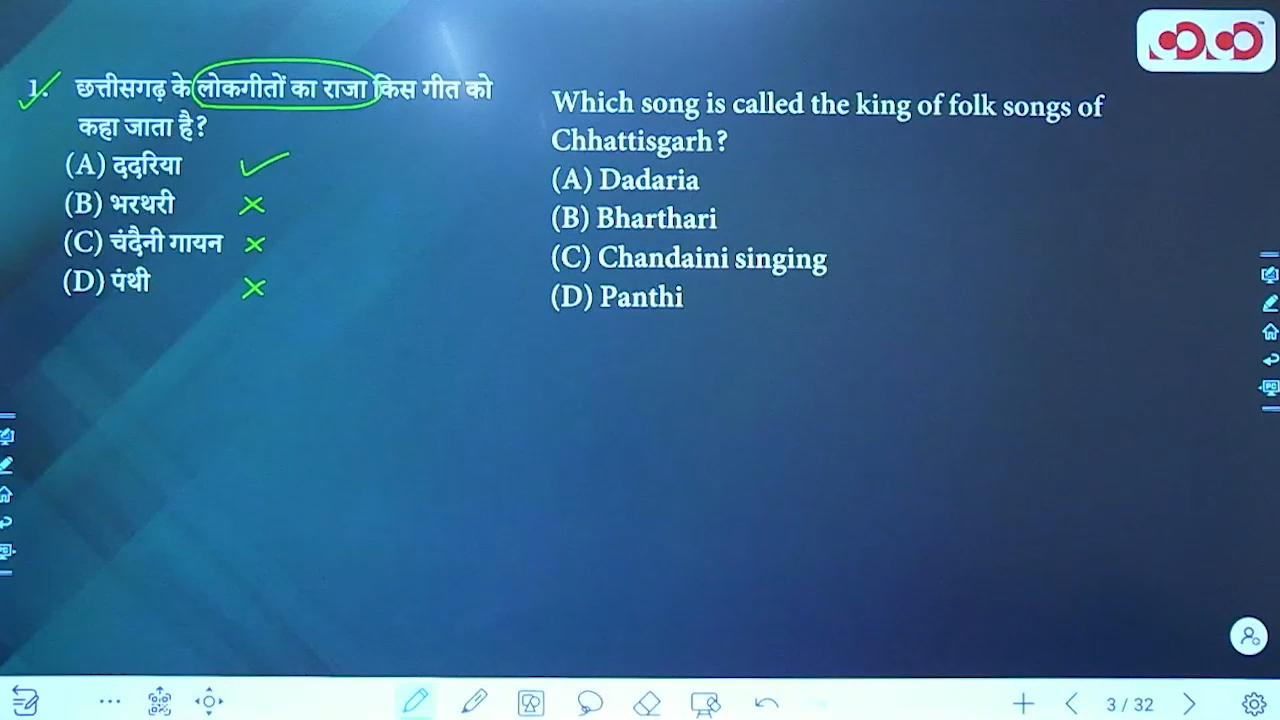 1. छत्तीसगढ़ के लोकगीतों का राजा किस गीत को
कहा जाता है?
(A) ददरिया
(B) भरथरी
(C) चंदैनी गायन
(D) पंथी
Which song is called the king of folk songs of
Chhattisgarh?
(A) Dadaria
(B) Bharthari
(C) Chandaini singing
(D) Panthi
3 / 32